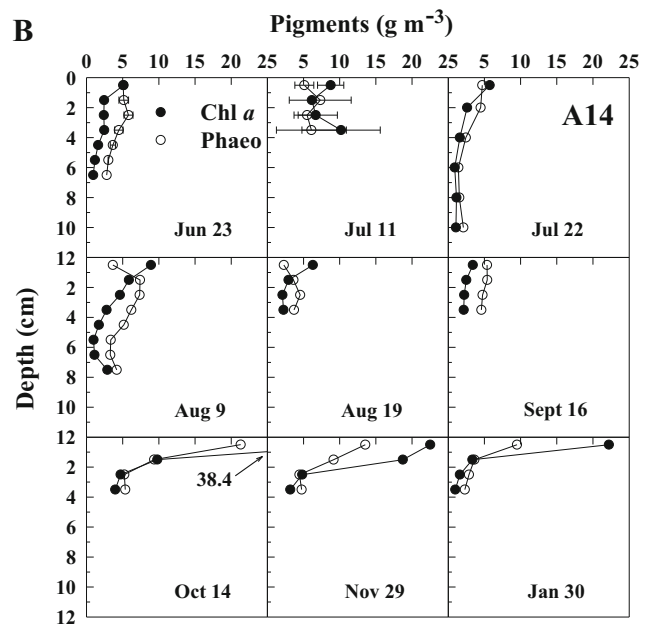 B
Pigments (g m⁻³)
0 5 10 15 20 25 5 10 15 20 25 5 10 15 20 25
0
2
4
6
8
10
Chl a
Phaeo
A14
Jun 23
Jul 11
Jul 22
12
2
4
6
8
10
Depth (cm)
Aug 9
Aug 19
Sept 16
12
2
4
6
8
10
12
38.4
Oct 14
Nov 29
Jan 30